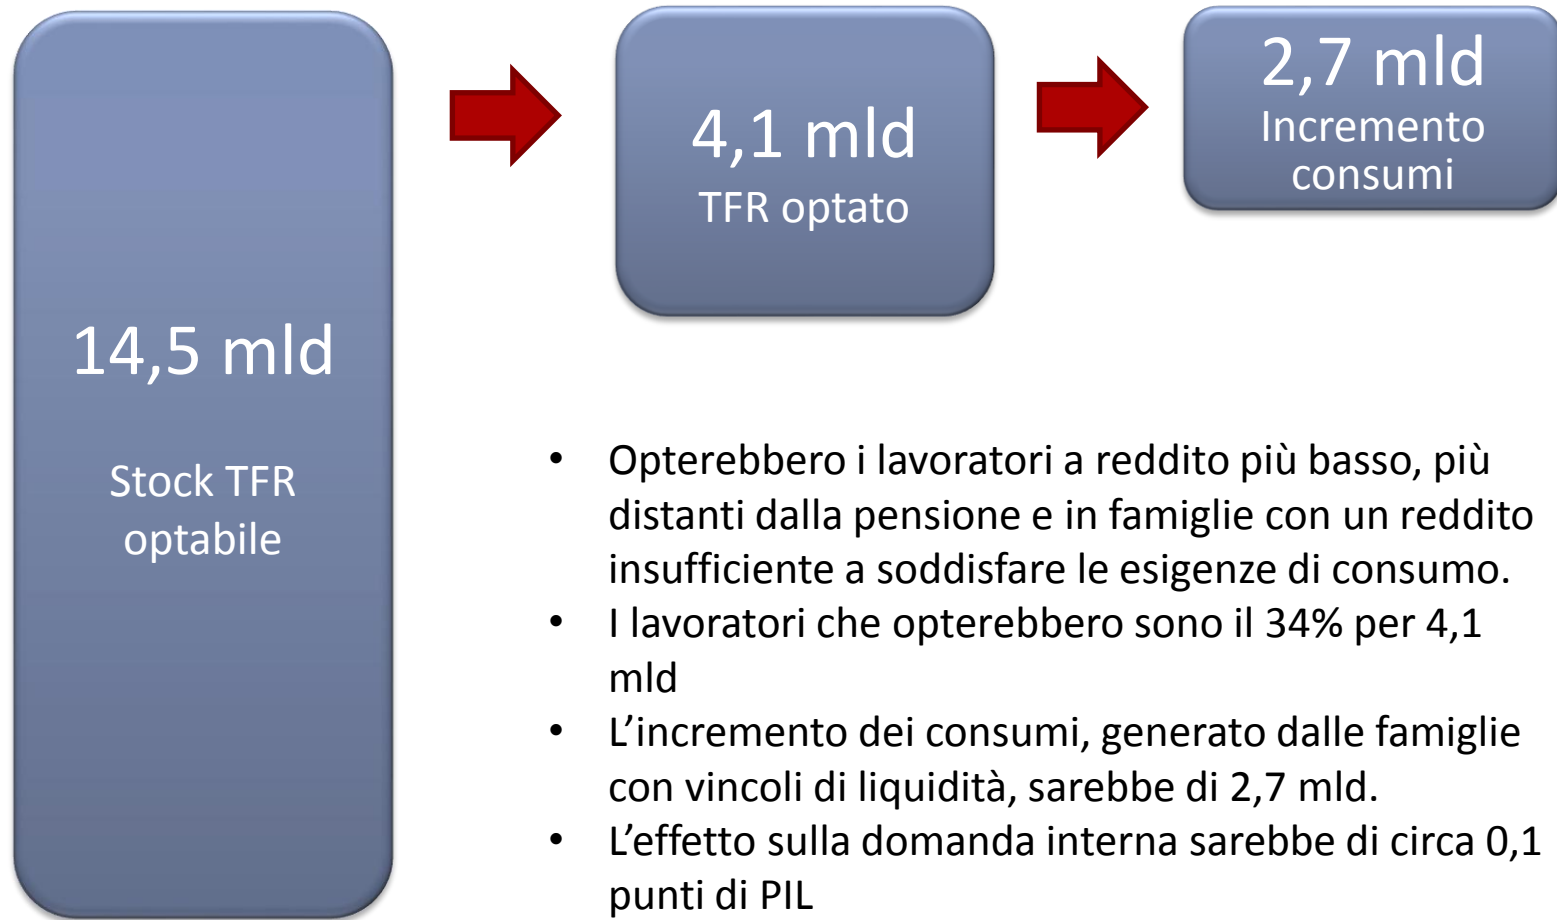 14,5 mld
Stock TFR
optabile
4,1 mld
TFR optato
2,7 mld
Incremento
consumi
• Opterebbero i lavoratori a reddito più basso, più
distanti dalla pensione e in famiglie con un reddito
insufficiente a soddisfare le esigenze di consumo.
• I lavoratori che opterebbero sono il 34% per 4,1
mld
• L’incremento dei consumi, generato dalle famiglie
con vincoli di liquidità, sarebbe di 2,7 mld.
• L’effetto sulla domanda interna sarebbe di circa 0,1
punti di PIL